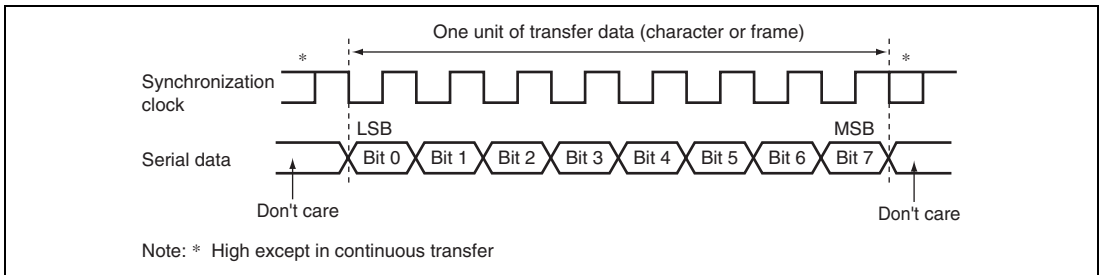 One unit of transfer data (character or frame)
* *
Synchronization
clock
LSB MSB
Serial data Bit 0 Bit 1 Bit 2 Bit 3 Bit 4 Bit 5 Bit 6 Bit 7
Don't care Don't care
Note: * High except in continuous transfer